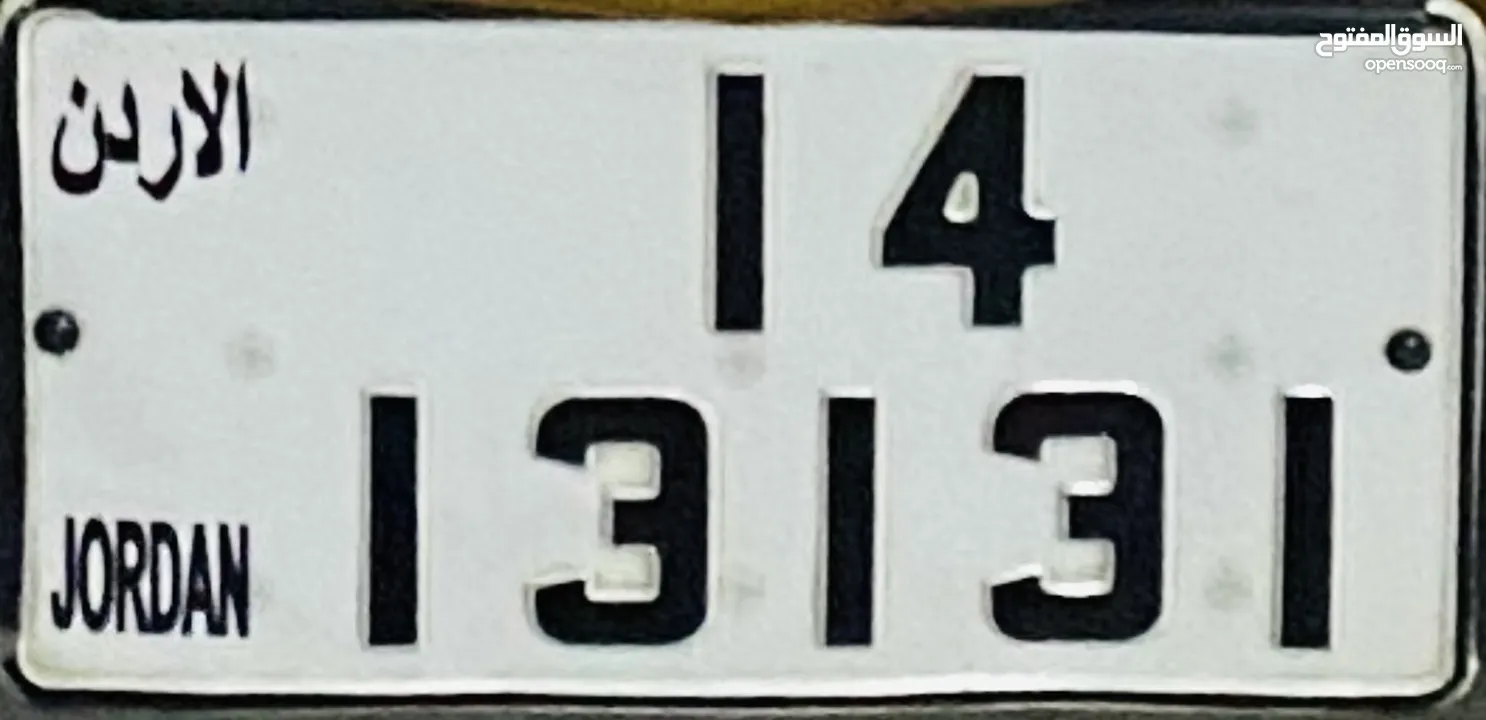 السوق المفتوح
opensooq.com
الاردن
14
JORDAN
13131